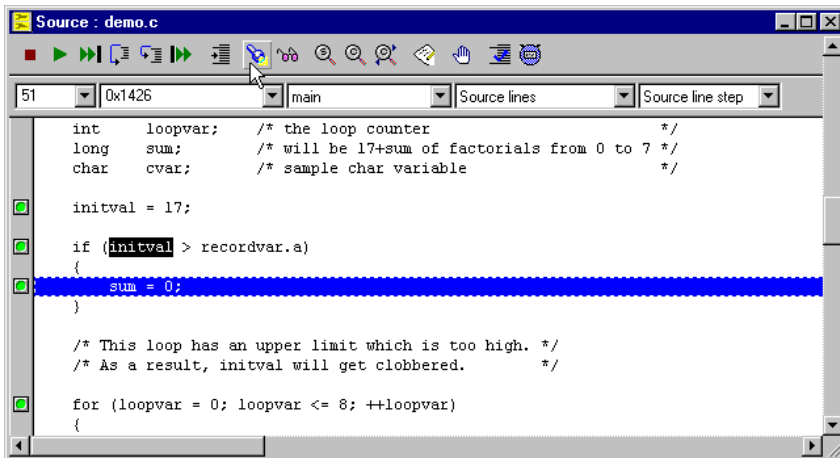 Source : demo.c
51 0x1426 main Source lines Source line step
int loopvar; /* the loop counter */
long sum; /* will be 17+sum of factorials from 0 to 7 */
char cvar; /* sample char variable */
initval = 17;
if (initval > recordvar.a)
{
sum = 0;
}
/* This loop has an upper limit which is too high. */
/* As a result, initval will get clobbered. */
for (loopvar = 0; loopvar <= 8; ++loopvar)
{